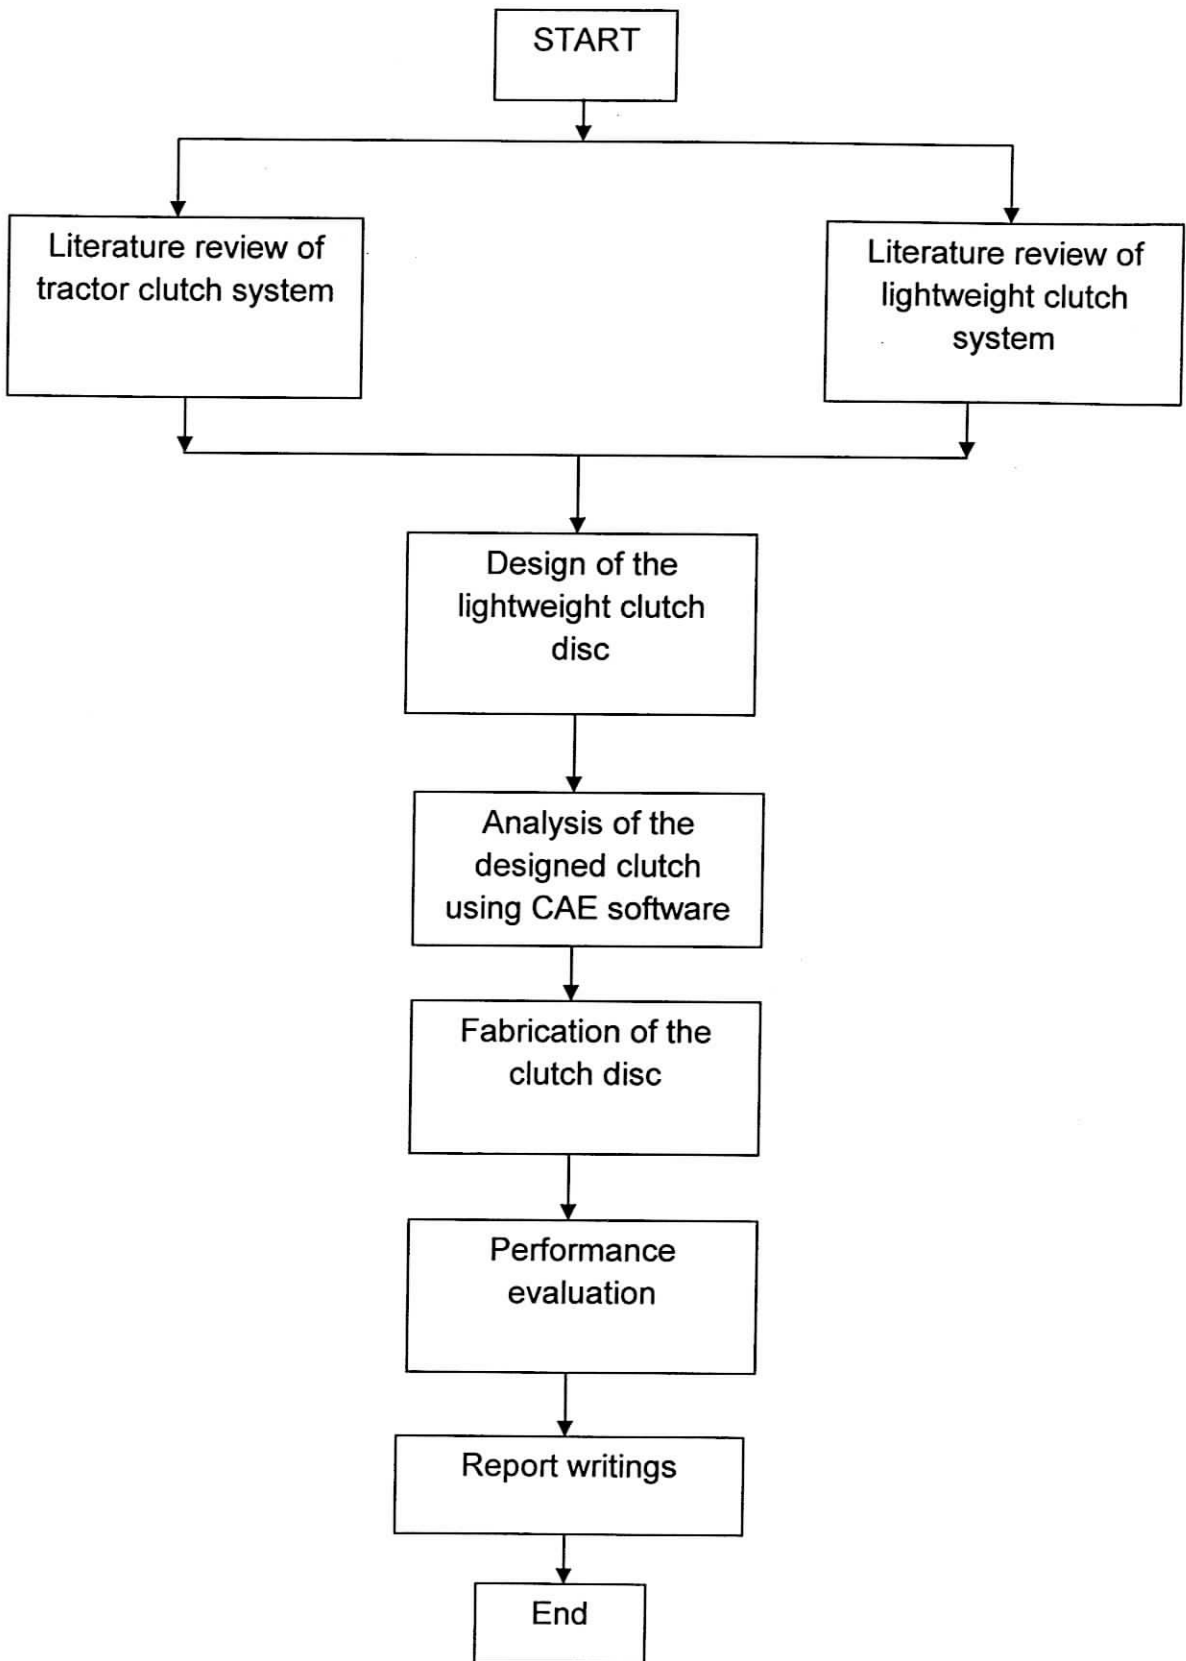 START
Literature review of
tractor clutch system
Literature review of
lightweight clutch
system
Design of the
lightweight clutch
disc
Analysis of the
designed clutch
using CAE software
Fabrication of the
clutch disc
Performance
evaluation
Report writings
End